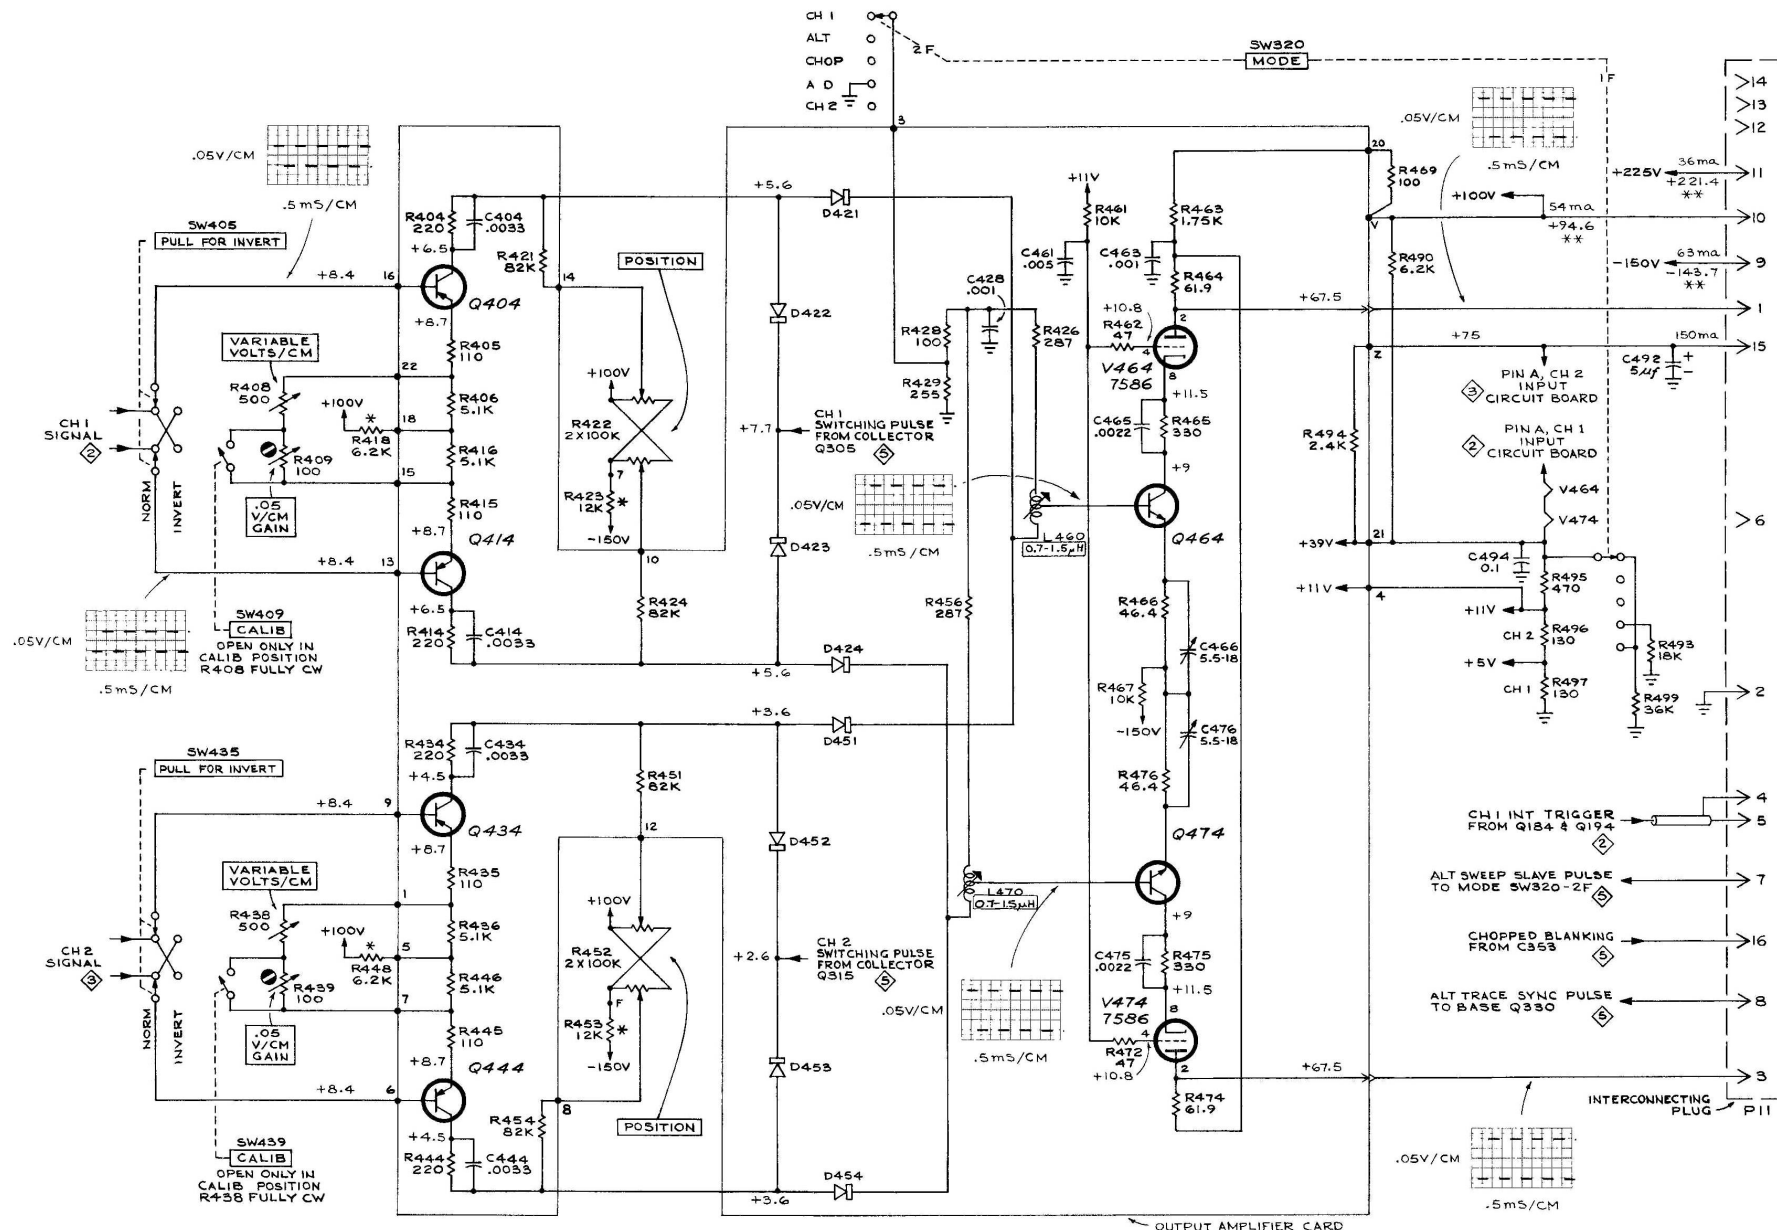 CH 1
ALT
CHOP
A D
CH 2
2F
SW320
MODE
1F
3
14
13
12
.05V/CM
.5mS/CM
.05V/CM
.5mS/CM
20
R469
100
+225V
36ma
+221.4
**
11
+100V
54ma
+94.6
**
10
V
R490
6.2K
-150V
63ma
-143.7
**
9
+67.5
1
+75
150ma
15
Z
C492
5μf
+
-
SW405
PULL FOR INVERT
+8.4
16
R404
220
C404
.0033
+6.5
Q404
+8.7
R405
110
22
R406
5.1K
VARIABLE
VOLTS/CM
R408
500
+100V
*
18
R418
6.2K
R416
5.1K
15
R409
100
.05
V/CM
GAIN
R415
110
+8.7
Q414
+8.4
13
+6.5
R414
220
C414
.0033
CH 1
SIGNAL
2
NORM
INVERT
SW409
CALIB
OPEN ONLY IN
CALIB POSITION
R408 FULLY CW
.05V/CM
.5mS/CM
R421
82K
14
POSITION
+100V
R422
2X100K
7
R423
12K
*
-150V
10
R424
82K
+5.6
D421
D422
+7.7
CH 1
SWITCHING PULSE
FROM COLLECTOR
Q305
5
D423
D424
+5.6
.05V/CM
.5mS/CM
R428
100
C428
.001
R426
287
R429
255
L460
0.7-1.5μH
R456
287
+11V
R461
10K
C461
.005
R463
1.75K
C463
.001
R464
61.9
+10.8
R462
47
4
2
V464
7586
8
+11.5
C465
.0022
R465
330
+9
Q464
R466
46.4
C466
5.5-18
R467
10K
-150V
C476
5.5-18
R476
46.4
Q474
+9
C475
.0022
R475
330
+11.5
V474
7586
8
4
R472
47
+10.8
2
R474
61.9
+67.5
3
L470
0.7-1.5μH
.05V/CM
.5mS/CM
R494
2.4K
PIN A, CH 2
INPUT
CIRCUIT BOARD
3
PIN A, CH 1
INPUT
CIRCUIT BOARD
2
V464
V474
6
+39V
21
C494
0.1
R495
470
+11V
4
+11V
CH 2
R496
130
+5V
CH 1
R497
130
R493
18K
R499
36K
2
4
CH 1 INT TRIGGER
FROM Q184 & Q194
2
5
ALT SWEEP SLAVE PULSE
TO MODE SW320-2F
5
7
CHOPPED BLANKING
FROM C353
5
16
ALT TRACE SYNC PULSE
TO BASE Q330
5
8
SW435
PULL FOR INVERT
+8.4
9
R434
220
C434
.0033
+4.5
Q434
+8.7
R435
110
1
R436
5.1K
VARIABLE
VOLTS/CM
R438
500
+100V
*
5
R448
6.2K
R446
5.1K
7
R439
100
.05
V/CM
GAIN
R445
110
+8.7
Q444
+8.4
6
+4.5
R444
220
C444
.0033
CH 2
SIGNAL
3
NORM
INVERT
SW439
CALIB
OPEN ONLY IN
CALIB POSITION
R438 FULLY CW
+3.6
D451
R451
82K
12
D452
+100V
R452
2X100K
F
R453
12K
*
-150V
+2.6
CH 2
SWITCHING PULSE
FROM COLLECTOR
Q315
5
D453
8
R454
82K
POSITION
D454
+3.6
INTERCONNECTING
PLUG
P11
.05V/CM
.5mS/CM
OUTPUT AMPLIFIER CARD